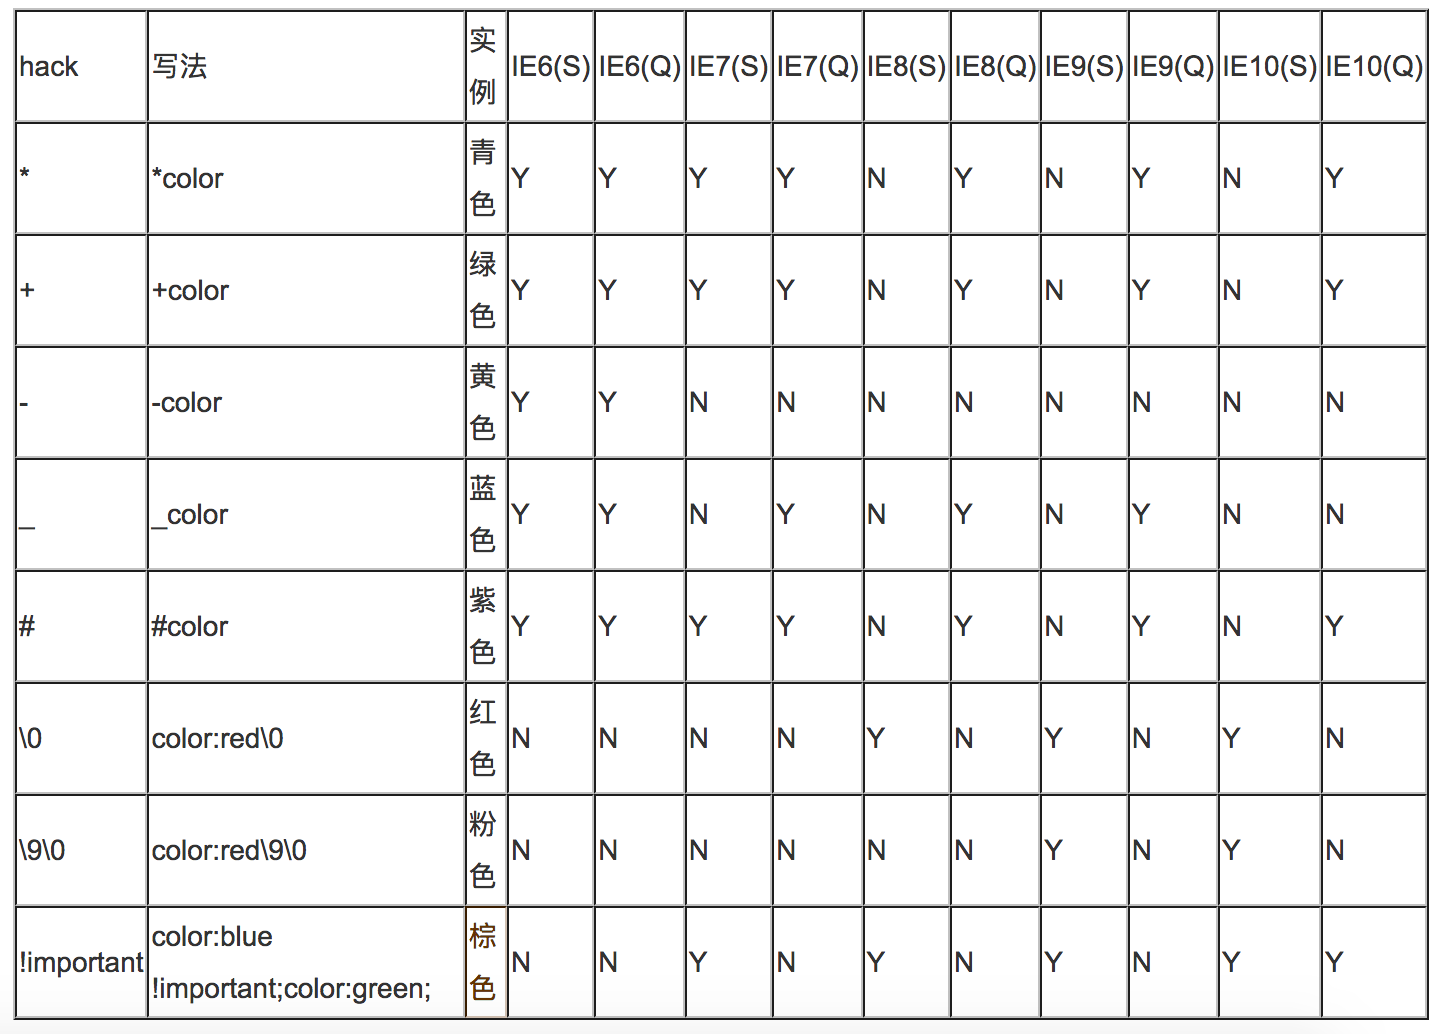 hack 写法 实例 IE6(S) IE6(Q) IE7(S) IE7(Q) IE8(S) IE8(Q) IE9(S) IE9(Q) IE10(S) IE10(Q)
* *color 青色 Y Y Y Y N Y N Y N Y
+ +color 绿色 Y Y Y Y N Y N Y N Y
- -color 黄色 Y Y N N N N N N N N
_ _color 蓝色 Y Y N Y N Y N Y N N
# #color 紫色 Y Y Y Y N Y N Y N Y
\0 color:red\0 红色 N N N N Y N Y N Y N
\9\0 color:red\9\0 粉色 N N N N N N Y N Y N
!important color:blue !important;color:green; 棕色 N N Y N Y N Y N Y Y